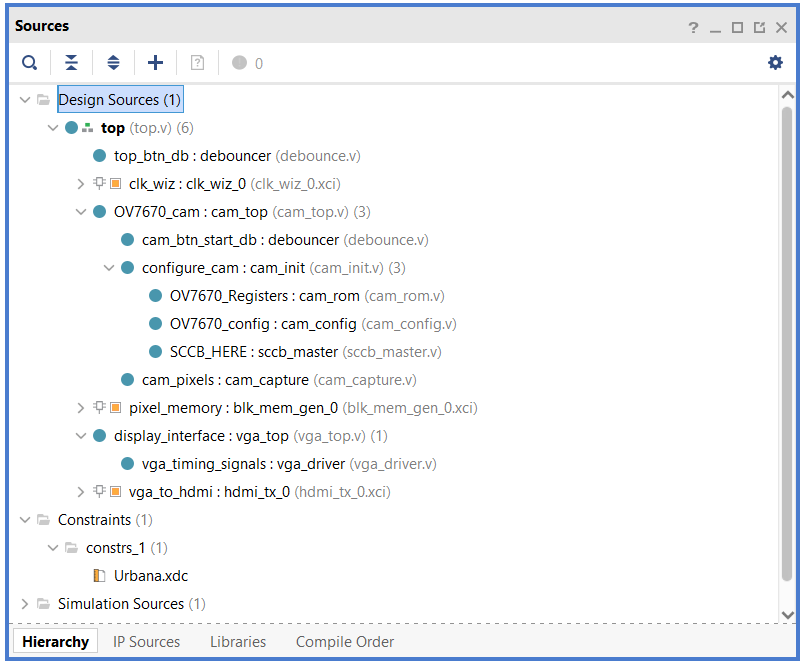 Sources
? 0
Design Sources (1)
top (top.v) (6)
top_btn_db : debouncer (debounce.v)
clk_wiz : clk_wiz_0 (clk_wiz_0.xci)
OV7670_cam : cam_top (cam_top.v) (3)
cam_btn_start_db : debouncer (debounce.v)
configure_cam : cam_init (cam_init.v) (3)
OV7670_Registers : cam_rom (cam_rom.v)
OV7670_config : cam_config (cam_config.v)
SCCB_HERE : sccb_master (sccb_master.v)
cam_pixels : cam_capture (cam_capture.v)
pixel_memory : blk_mem_gen_0 (blk_mem_gen_0.xci)
display_interface : vga_top (vga_top.v) (1)
vga_timing_signals : vga_driver (vga_driver.v)
vga_to_hdmi : hdmi_tx_0 (hdmi_tx_0.xci)
Constraints (1)
constrs_1 (1)
Urbana.xdc
Simulation Sources (1)
Hierarchy IP Sources Libraries Compile Order